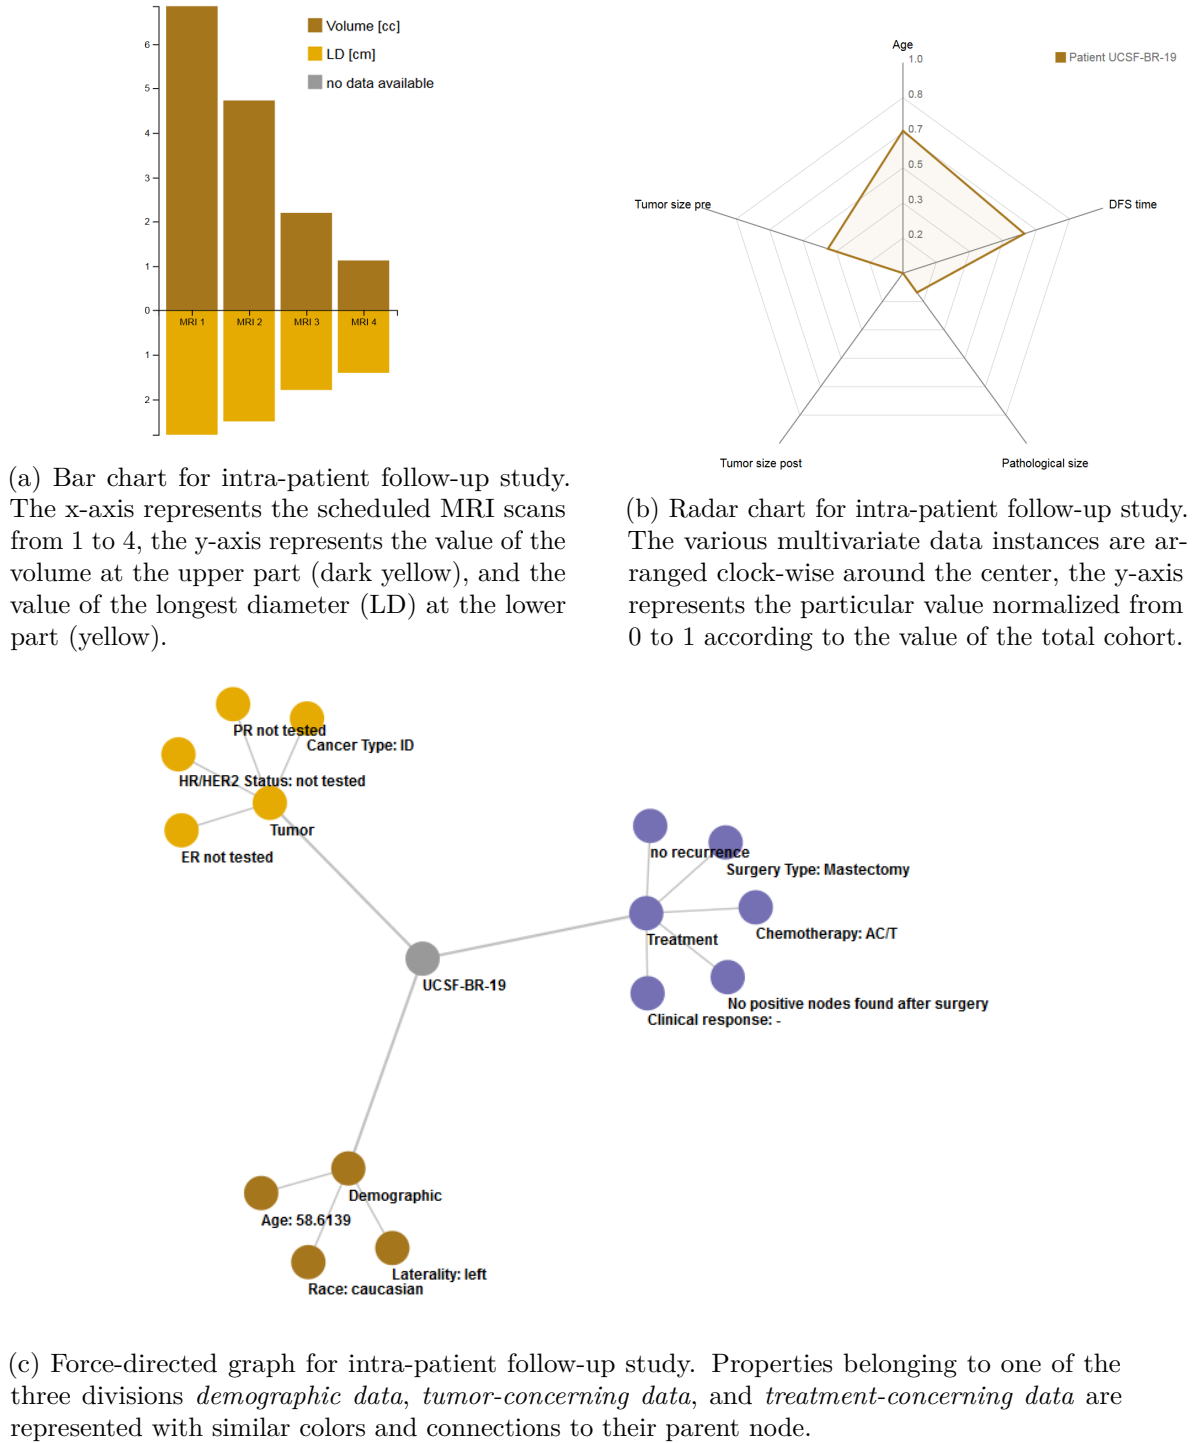 6
5
4
3
2
1
0
1
2
MRI 1
MRI 2
MRI 3
MRI 4
Volume [cc]
LD [cm]
no data available
Age
1.0
0.8
0.7
0.5
0.3
0.2
Patient UCSF-BR-19
Tumor size pre
DFS time
Tumor size post
Pathological size
(a) Bar chart for intra-patient follow-up study.
The x-axis represents the scheduled MRI scans
from 1 to 4, the y-axis represents the value of the
volume at the upper part (dark yellow), and the
value of the longest diameter (LD) at the lower
part (yellow).
(b) Radar chart for intra-patient follow-up study.
The various multivariate data instances are ar-
ranged clock-wise around the center, the y-axis
represents the particular value normalized from
0 to 1 according to the value of the total cohort.
PR not tested
Cancer Type: ID
HR/HER2 Status: not tested
Tumor
ER not tested
no recurrence
Surgery Type: Mastectomy
Treatment
Chemotherapy: AC/T
No positive nodes found after surgery
Clinical response: -
UCSF-BR-19
Demographic
Age: 58.6139
Laterality: left
Race: caucasian
(c) Force-directed graph for intra-patient follow-up study. Properties belonging to one of the
three divisions demographic data, tumor-concerning data, and treatment-concerning data are
represented with similar colors and connections to their parent node.